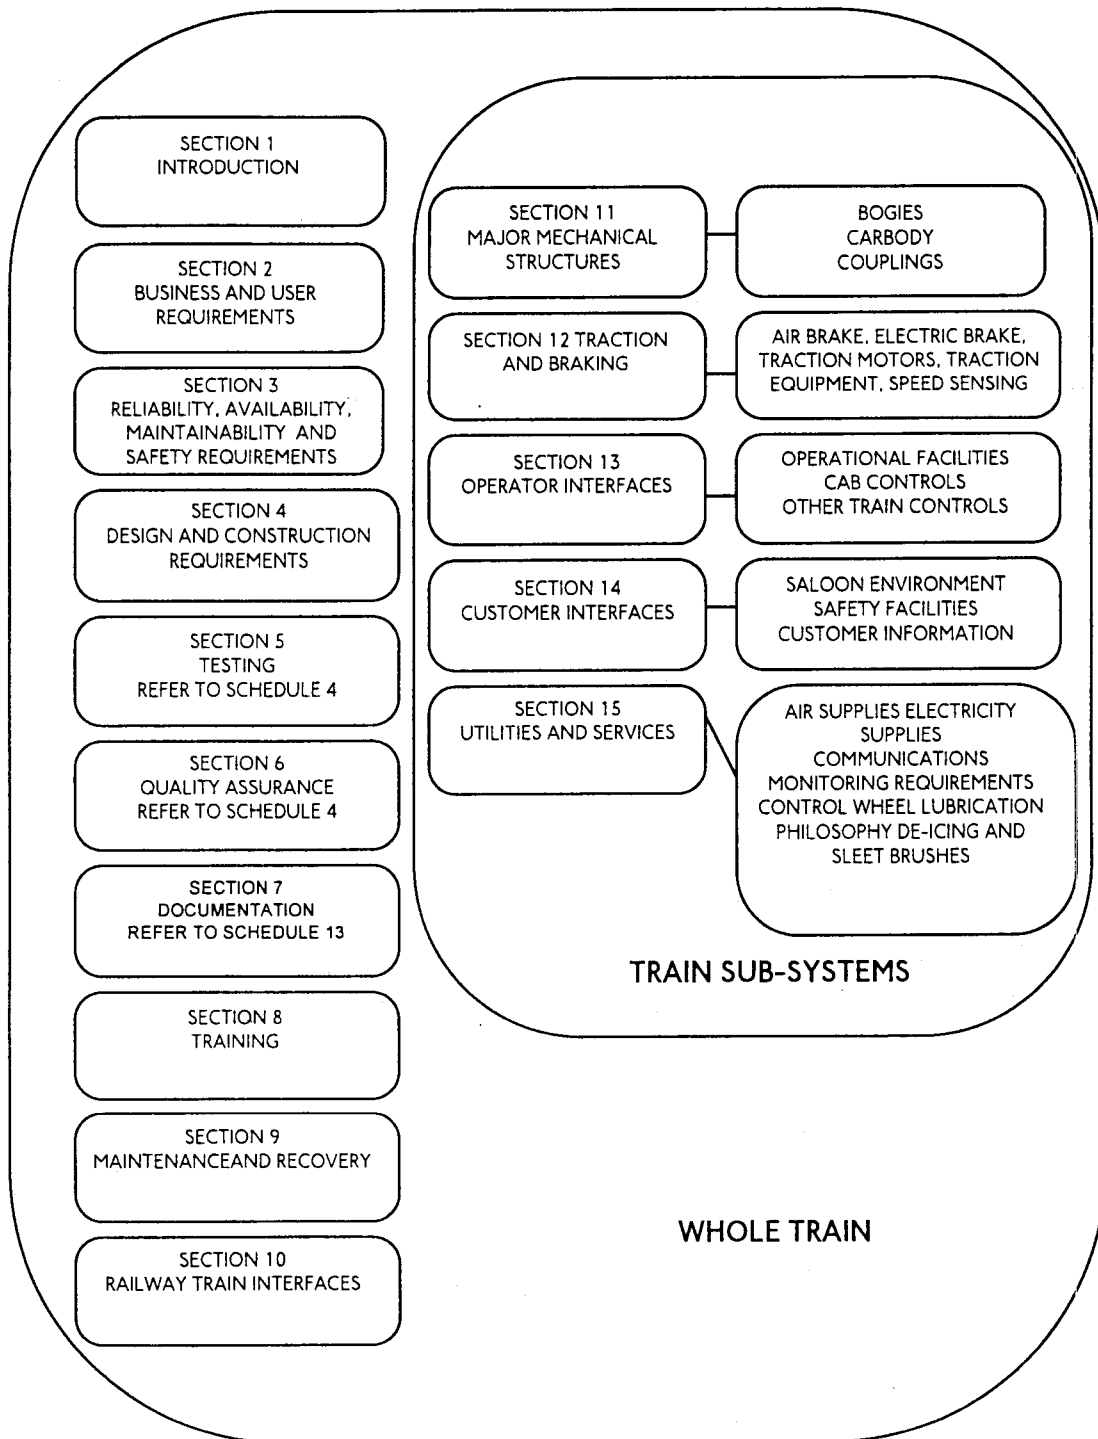 SECTION 1
INTRODUCTION
SECTION 2
BUSINESS AND USER
REQUIREMENTS
SECTION 3
RELIABILITY, AVAILABILITY,
MAINTAINABILITY AND
SAFETY REQUIREMENTS
SECTION 4
DESIGN AND CONSTRUCTION
REQUIREMENTS
SECTION 5
TESTING
REFER TO SCHEDULE 4
SECTION 6
QUALITY ASSURANCE
REFER TO SCHEDULE 4
SECTION 7
DOCUMENTATION
REFER TO SCHEDULE 13
SECTION 8
TRAINING
SECTION 9
MAINTENANCEAND RECOVERY
SECTION 10
RAILWAY TRAIN INTERFACES
SECTION 11
MAJOR MECHANICAL
STRUCTURES
BOGIES
CARBODY
COUPLINGS
SECTION 12 TRACTION
AND BRAKING
AIR BRAKE, ELECTRIC BRAKE,
TRACTION MOTORS, TRACTION
EQUIPMENT, SPEED SENSING
SECTION 13
OPERATOR INTERFACES
OPERATIONAL FACILITIES
CAB CONTROLS
OTHER TRAIN CONTROLS
SECTION 14
CUSTOMER INTERFACES
SALOON ENVIRONMENT
SAFETY FACILITIES
CUSTOMER INFORMATION
SECTION 15
UTILITIES AND SERVICES
AIR SUPPLIES ELECTRICITY
SUPPLIES
COMMUNICATIONS
MONITORING REQUIREMENTS
CONTROL WHEEL LUBRICATION
PHILOSOPHY DE-ICING AND
SLEET BRUSHES
TRAIN SUB-SYSTEMS
WHOLE TRAIN